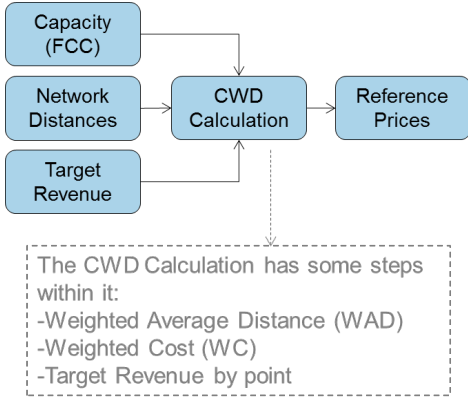 Capacity
(FCC)
Network
Distances
CWD
Calculation
Reference
Prices
Target
Revenue
The CWD Calculation has some steps
within it:
-Weighted Average Distance (WAD)
-Weighted Cost (WC)
-Target Revenue by point